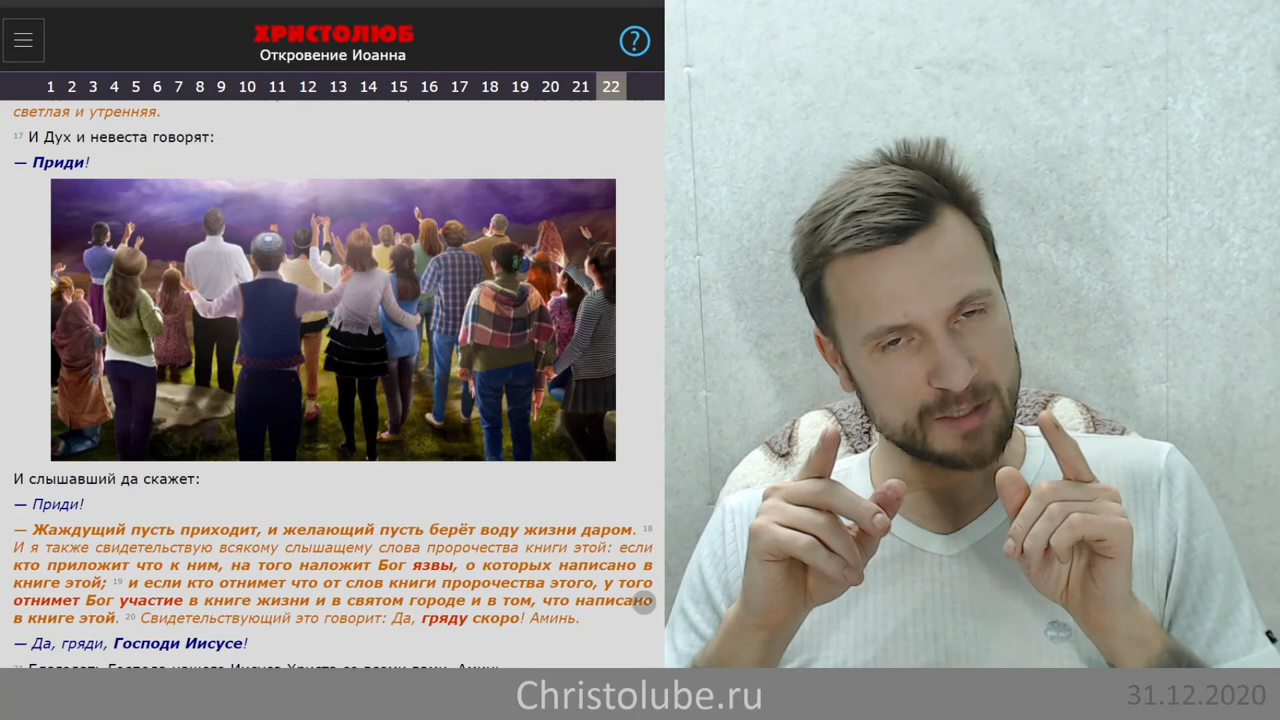 ХРИСТОЛЮБ
Откровение Иоанна
?
1 2 3 4 5 6 7 8 9 10 11 12 13 14 15 16 17 18 19 20 21 22
светлая и утренняя.
17 И Дух и невеста говорят:
— Приди!
И слышавший да скажет:
— Приди!
— Жаждущий пусть приходит, и желающий пусть берёт воду жизни даром. 18
И я также свидетельствую всякому слышащему слова пророчества книги этой: если
кто приложит что к ним, на того наложит Бог язвы, о которых написано в
книге этой; 19 и если кто отнимет что от слов книги пророчества этого, у того
отнимет Бог участие в книге жизни и в святом городе и в том, что написано
в книге этой. 20 Свидетельствующий это говорит: Да, гряду скоро! Аминь.
— Да, гряди, Господи Иисусе!
Christolube.ru
31.12.2020